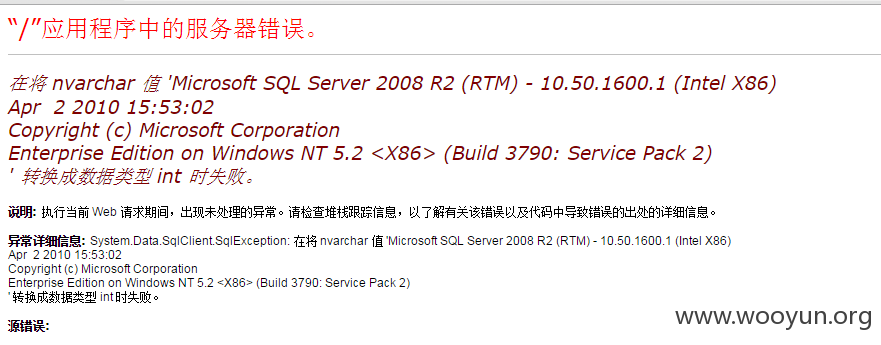 “/”应用程序中的服务器错误。
在将 nvarchar 值 'Microsoft SQL Server 2008 R2 (RTM) - 10.50.1600.1 (Intel X86)
Apr 2 2010 15:53:02
Copyright (c) Microsoft Corporation
Enterprise Edition on Windows NT 5.2 <X86> (Build 3790: Service Pack 2)
' 转换成数据类型 int 时失败。
说明: 执行当前 Web 请求期间，出现未处理的异常。请检查堆栈跟踪信息，以了解有关该错误以及代码中导致错误的出处的详细信息。
异常详细信息: System.Data.SqlClient.SqlException: 在将 nvarchar 值 'Microsoft SQL Server 2008 R2 (RTM) - 10.50.1600.1 (Intel X86)
Apr 2 2010 15:53:02
Copyright (c) Microsoft Corporation
Enterprise Edition on Windows NT 5.2 <X86> (Build 3790: Service Pack 2)
' 转换成数据类型 int 时失败。
源错误:
www.wooyun.org